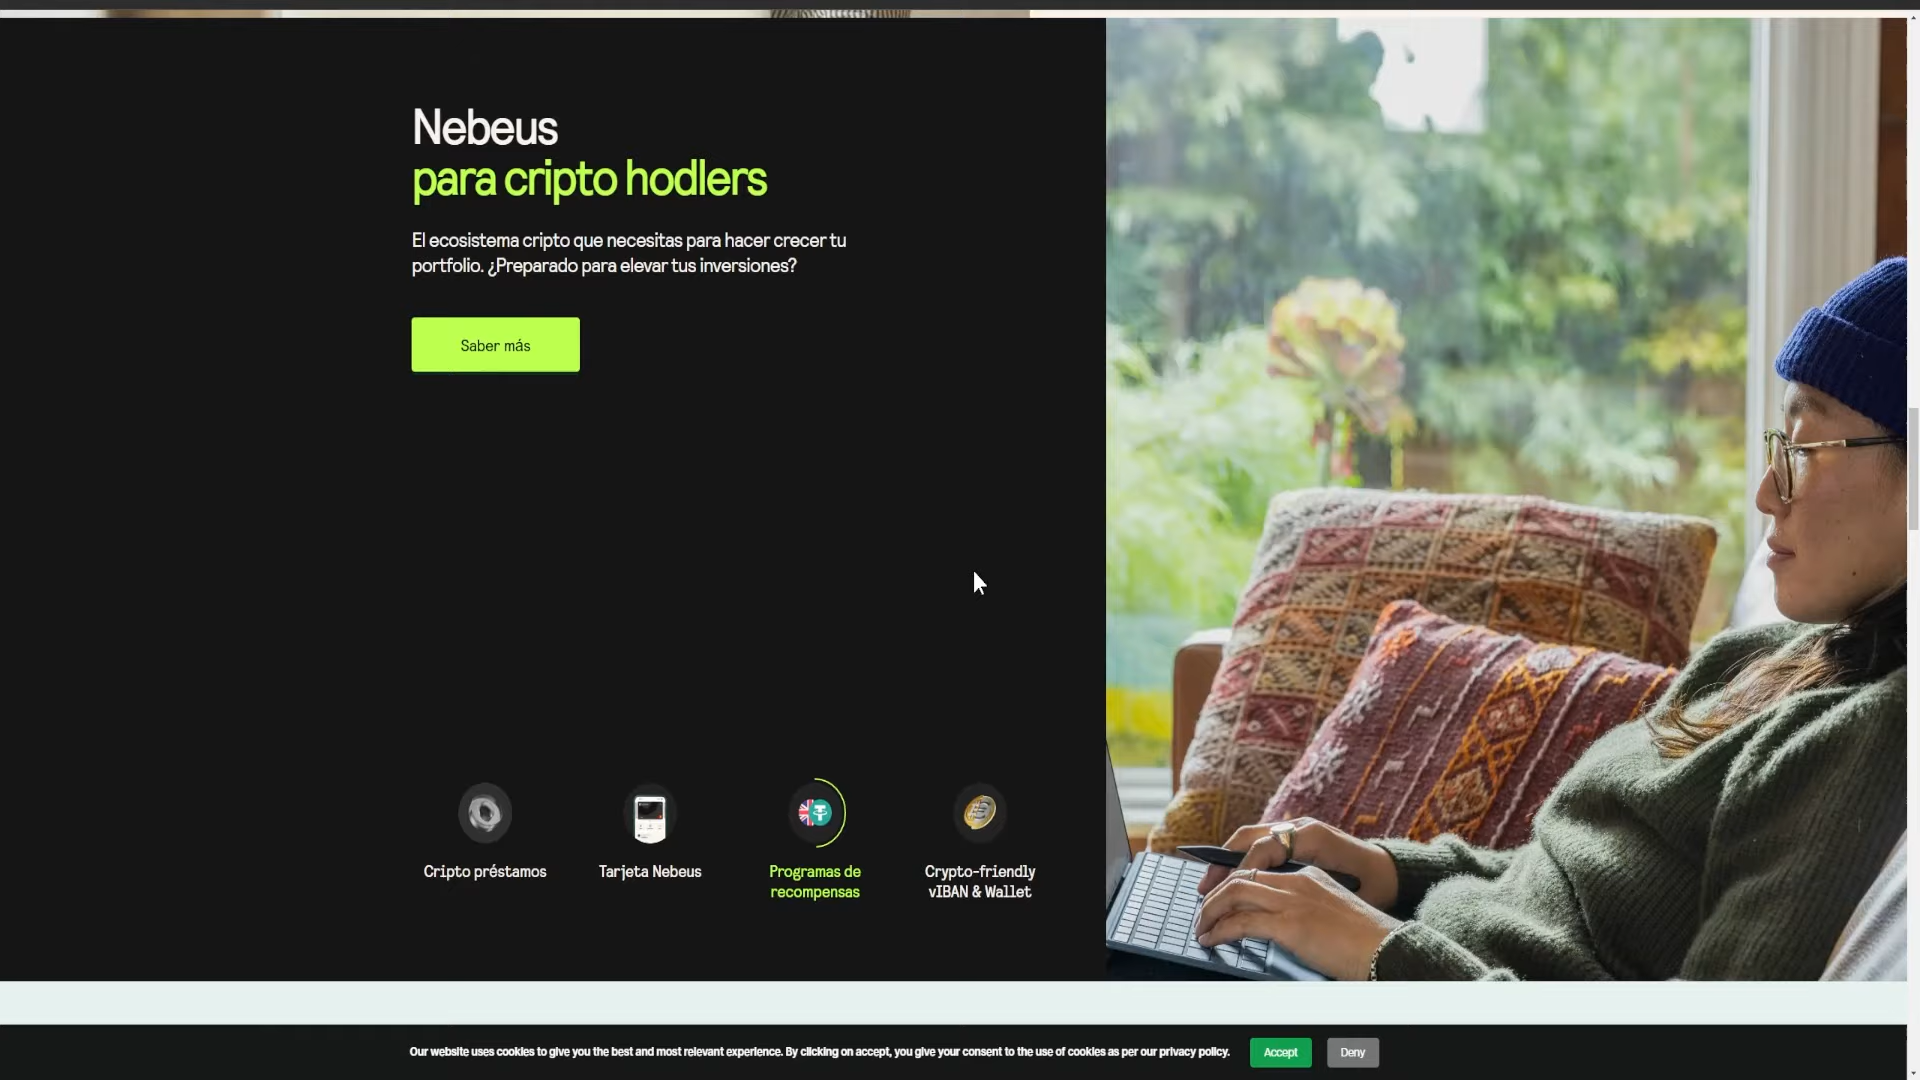 Nebeus
para cripto hodlers
El ecosistema cripto que necesitas para hacer crecer tu
portfolio. ¿Preparado para elevar tus inversiones?
Saber más
Cripto préstamos
Tarjeta Nebeus
Programas de
recompensas
Crypto-friendly
vIBAN & Wallet
Our website uses cookies to give you the best and most relevant experience. By clicking on accept, you give your consent to the use of cookies as per our privacy policy.
Accept
Deny